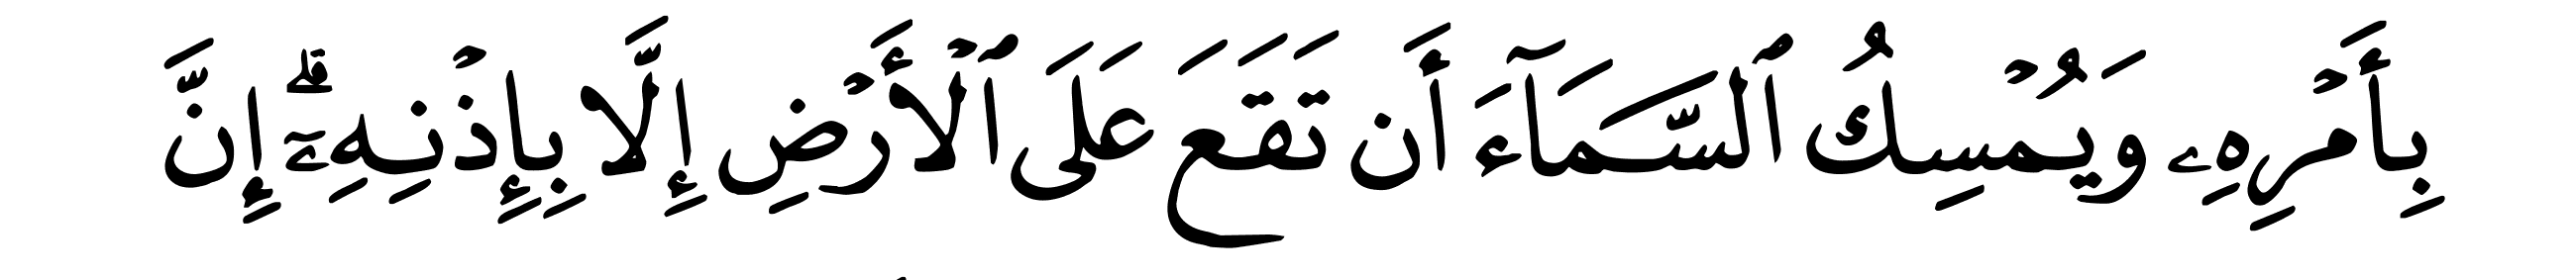 بِأَمۡرِهِۦ وَيُمۡسِكُ ٱلسَّمَآءَ أَن تَقَعَ عَلَى ٱلۡأَرۡضِ إِلَّا بِإِذۡنِهِۦٓۚ إِنَّ